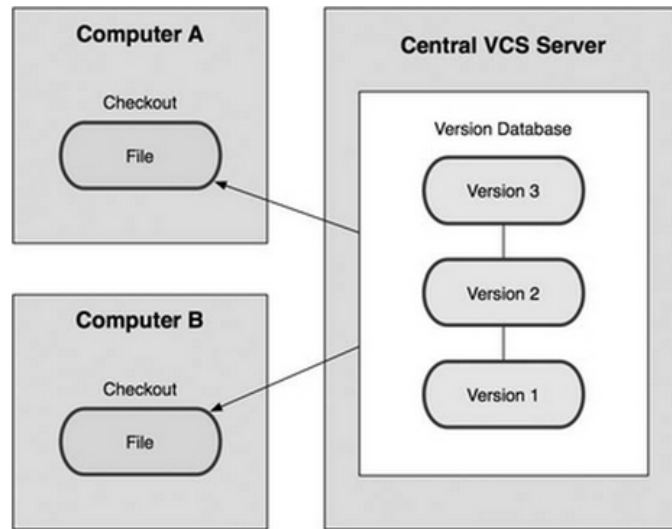 Computer A
Checkout
File
Computer B
Checkout
File
Central VCS Server
Version Database
Version 3
Version 2
Version 1